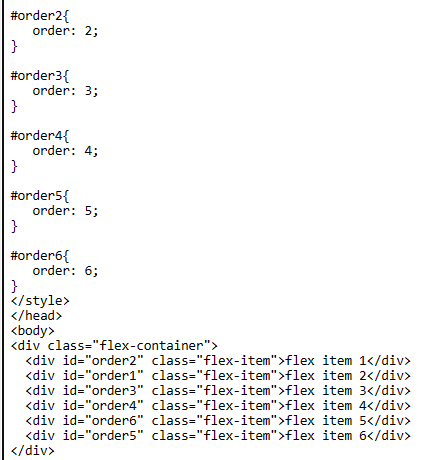 #order2{
   order: 2;
}

#order3{
   order: 3;
}

#order4{
   order: 4;
}

#order5{
   order: 5;
}

#order6{
   order: 6;
}
</style>
</head>
<body>
<div class="flex-container">
  <div id="order2" class="flex-item">flex item 1</div>
  <div id="order1" class="flex-item">flex item 2</div>
  <div id="order3" class="flex-item">flex item 3</div>
  <div id="order4" class="flex-item">flex item 4</div>
  <div id="order6" class="flex-item">flex item 5</div>
  <div id="order5" class="flex-item">flex item 6</div>
</div>